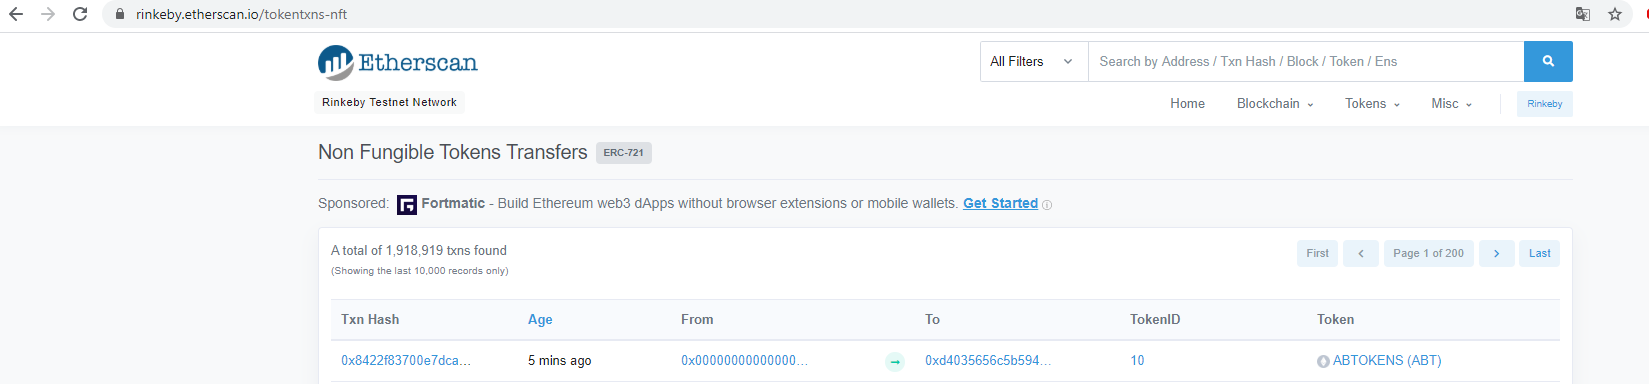 rinkeby.etherscan.io/tokentxns-nft
Etherscan
All Filters
Search by Address / Txn Hash / Block / Token / Ens
Rinkeby Testnet Network
Home Blockchain Tokens Misc Rinkeby
Non Fungible Tokens Transfers ERC-721
Sponsored: Fortmatic - Build Ethereum web3 dApps without browser extensions or mobile wallets. Get Started
A total of 1,918,919 txns found
(Showing the last 10,000 records only)
First Page 1 of 200 Last
Txn Hash Age From To TokenID Token
0x8422f83700e7dca... 5 mins ago 0x00000000000000... 0xd4035656c5b594... 10 ABTOKENS (ABT)